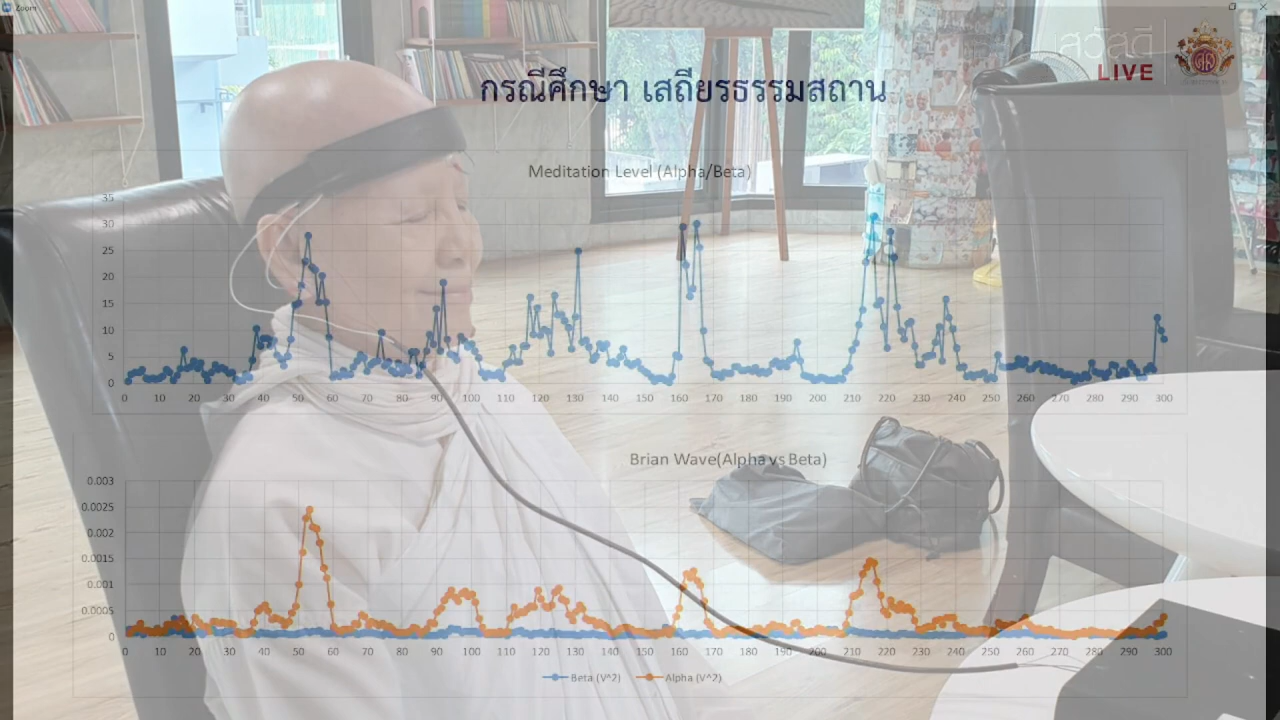 Zoom
สวัสดี
LIVE
กรณีศึกษา เสถียรธรรมสถาน
Meditation Level (Alpha/Beta)
35
30
25
20
15
10
5
0
0 10 20 30 40 50 60 70 80 90 100 110 120 130 140 150 160 170 180 190 200 210 220 230 240 250 260 270 280 290 300
Brian Wave(Alpha vs Beta)
0.003
0.0025
0.002
0.0015
0.001
0.0005
0
0 10 20 30 40 50 60 70 80 90 100 110 120 130 140 150 160 170 180 190 200 210 220 230 240 250 260 270 280 290 300
Beta (V^2) Alpha (V^2)